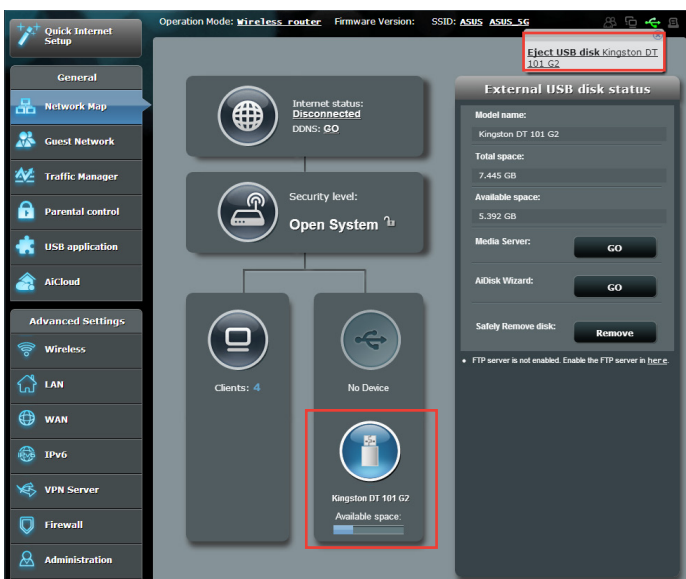 Quick Internet
Setup
Operation Mode: Wireless router Firmware Version: SSID: ASUS ASUS_5G
Eject USB disk Kingston DT
101 G2
General
Network Map
Guest Network
Traffic Manager
Parental control
USB application
AiCloud
Advanced Settings
Wireless
LAN
WAN
IPv6
VPN Server
Firewall
Administration
Internet status:
Disconnected
DDNS: GO
Security level:
Open System
Clients: 4
No Device
Kingston DT 101 G2
Available space:
External USB disk status
Model name:
Kingston DT 101 G2
Total space:
7.445 GB
Available space:
5.392 GB
Media Server:
GO
AiDisk Wizard:
GO
Safely Remove disk:
Remove
• FTP server is not enabled. Enable the FTP server in here.